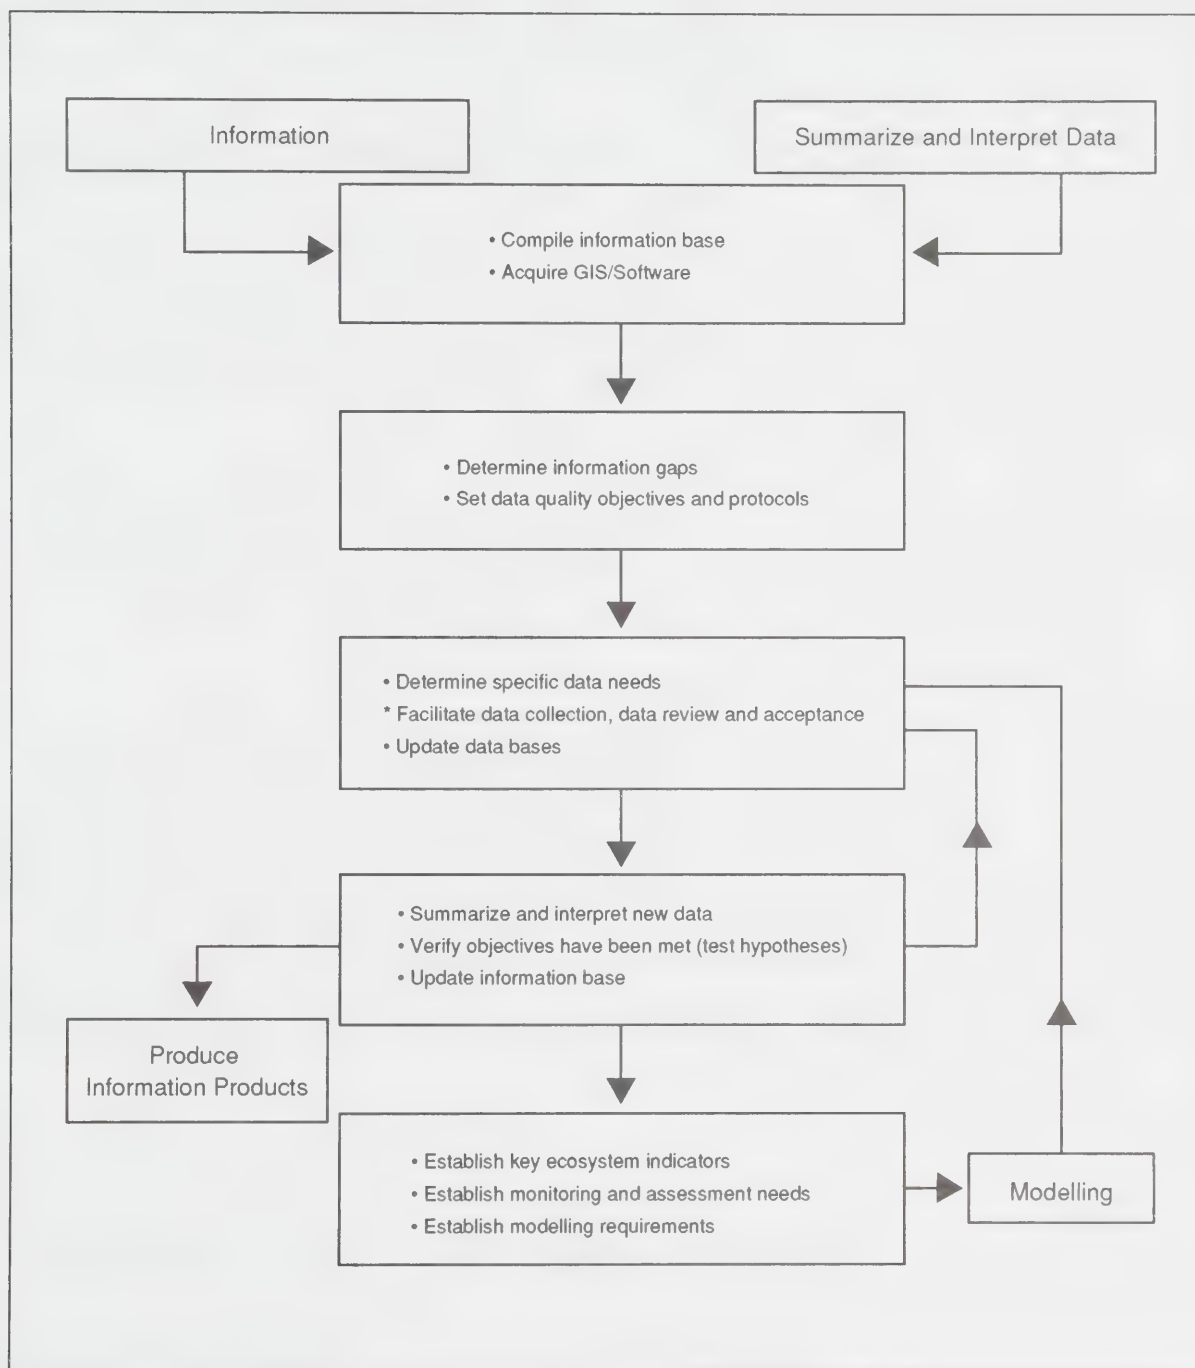 Information
Summarize and Interpret Data
• Compile information base
• Acquire GIS/Software
• Determine information gaps
• Set data quality objectives and protocols
• Determine specific data needs
* Facilitate data collection, data review and acceptance
• Update data bases
• Summarize and interpret new data
• Verify objectives have been met (test hypotheses)
• Update information base
Produce
Information Products
• Establish key ecosystem indicators
• Establish monitoring and assessment needs
• Establish modelling requirements
Modelling